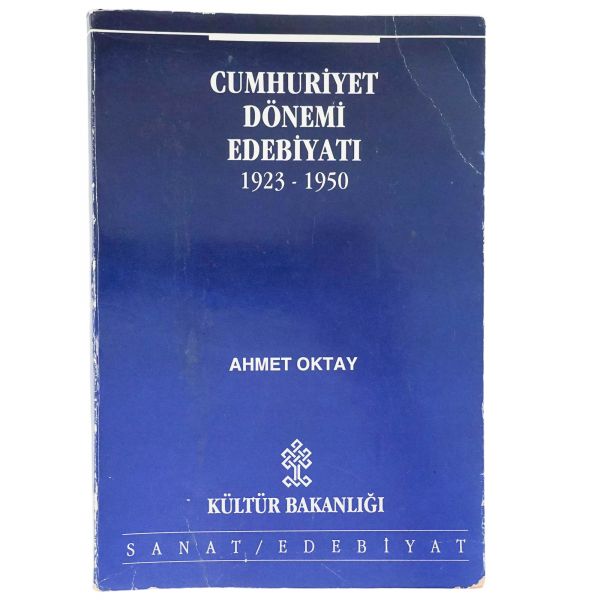 CUMHURİYET
DÖNEMİ
EDEBİYATI
1923 - 1950
AHMET OKTAY
KÜLTÜR BAKANLIĞI
SANAT/EDEBİYAT